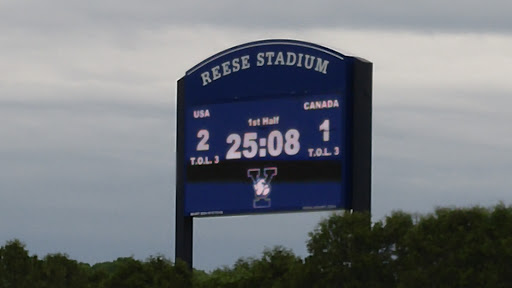 REESE STADIUM
USA CANADA
1st Half
2 25:08 1
T.O.L. 3 T.O.L. 3
Y